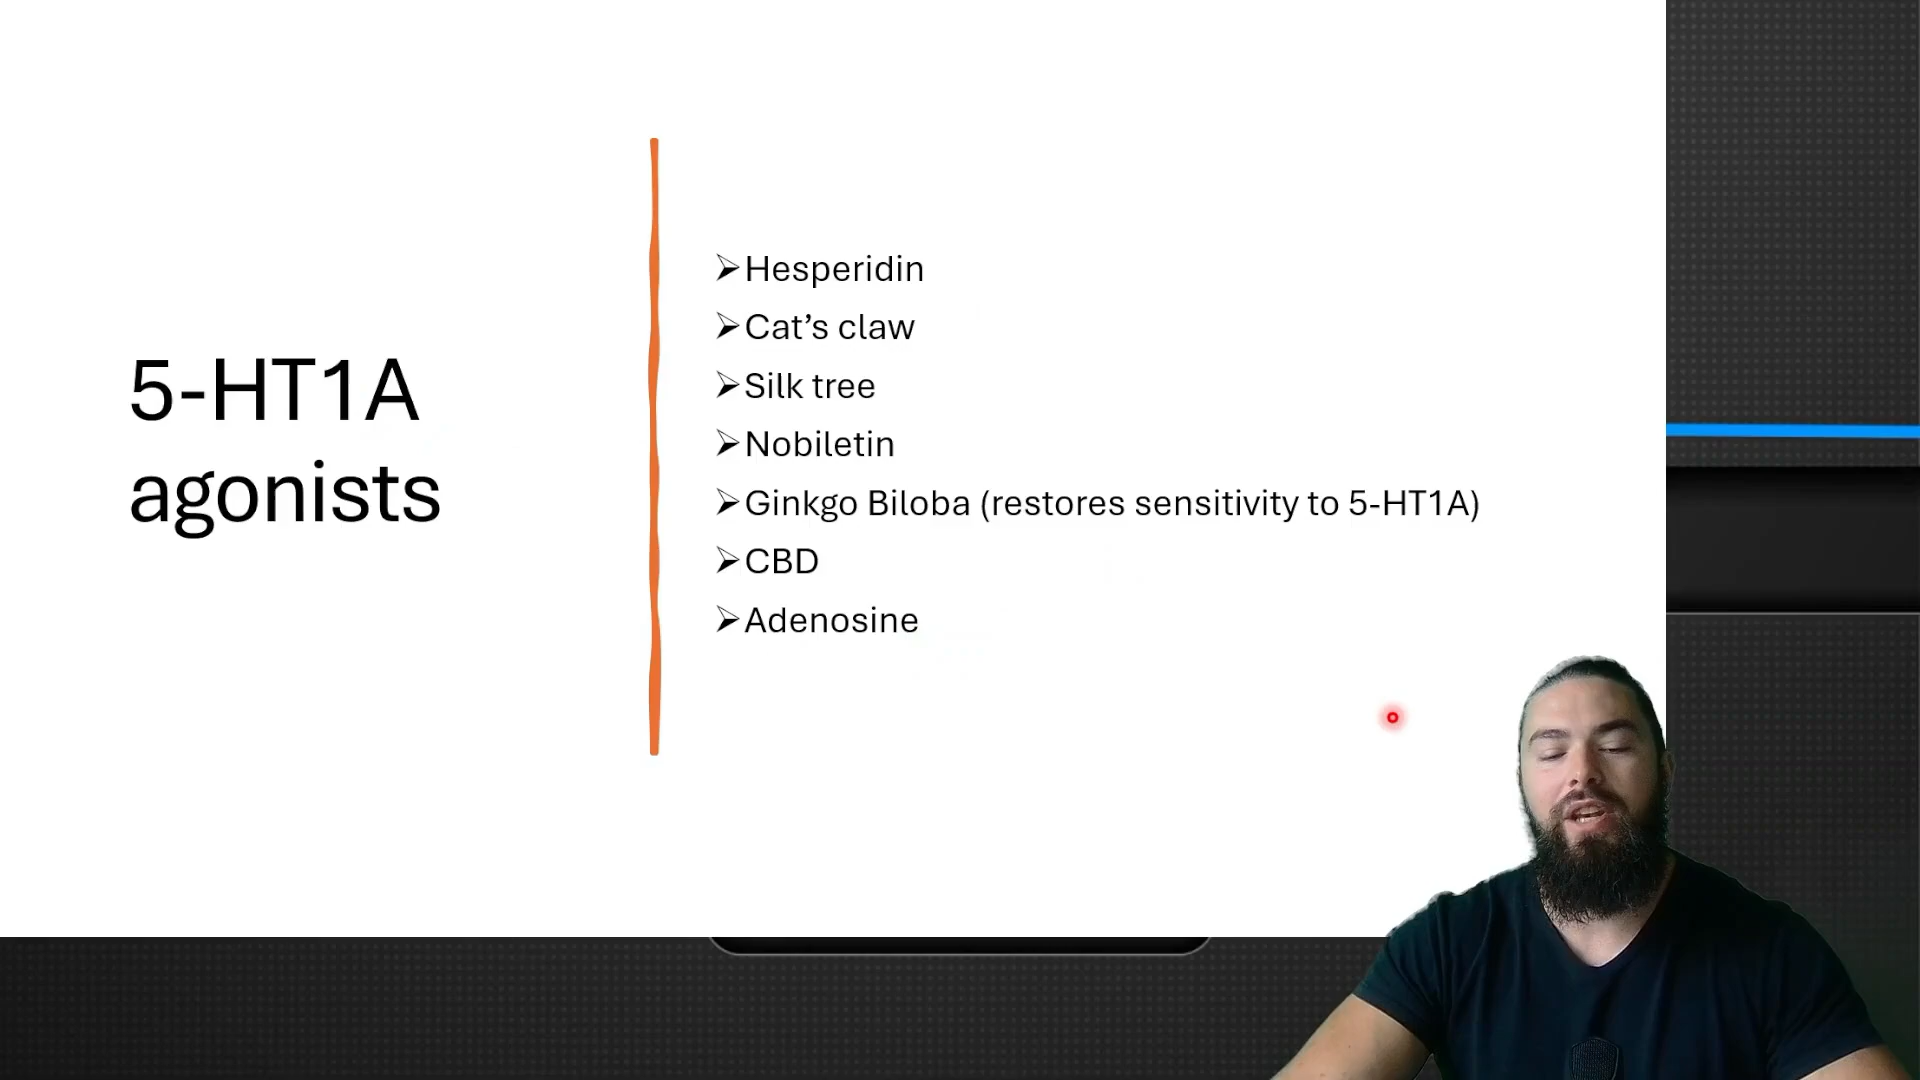 5-HT1A
agonists
Hesperidin
Cat’s claw
Silk tree
Nobiletin
Ginkgo Biloba (restores sensitivity to 5-HT1A)
CBD
Adenosine